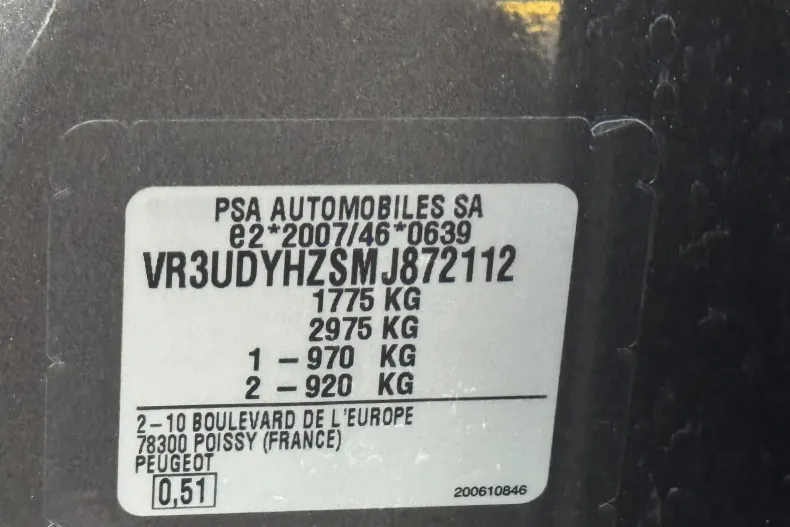 PSA AUTOMOBILES SA
e2*2007/46*0639
VR3UDYHZSMJ872112
1775 KG
2975 KG
1 - 970 KG
2 - 920 KG
2-10 BOULEVARD DE L'EUROPE
78300 POISSY (FRANCE)
PEUGEOT
0,51 200610846